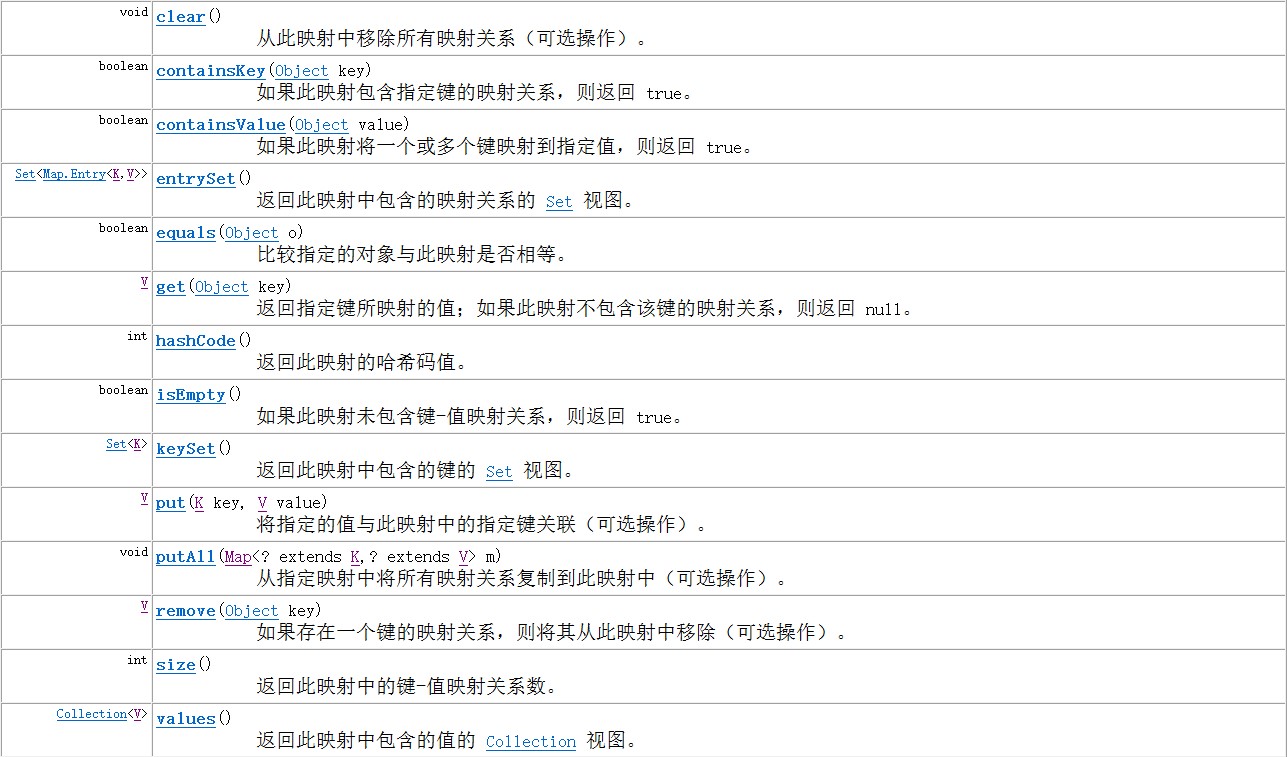 void clear()
从此映射中移除所有映射关系（可选操作）。
boolean containsKey(Object key)
如果此映射包含指定键的映射关系，则返回 true。
boolean containsValue(Object value)
如果此映射将一个或多个键映射到指定值，则返回 true。
Set<Map.Entry<K,V>> entrySet()
返回此映射中包含的映射关系的 Set 视图。
boolean equals(Object o)
比较指定的对象与此映射是否相等。
V get(Object key)
返回指定键所映射的值；如果此映射不包含该键的映射关系，则返回 null。
int hashCode()
返回此映射的哈希码值。
boolean isEmpty()
如果此映射未包含键-值映射关系，则返回 true。
Set<K> keySet()
返回此映射中包含的键的 Set 视图。
V put(K key, V value)
将指定的值与此映射中的指定键关联（可选操作）。
void putAll(Map<? extends K,? extends V> m)
从指定映射中将所有映射关系复制到此映射中（可选操作）。
V remove(Object key)
如果存在一个键的映射关系，则将其从此映射中移除（可选操作）。
int size()
返回此映射中的键-值映射关系数。
Collection<V> values()
返回此映射中包含的值的 Collection 视图。